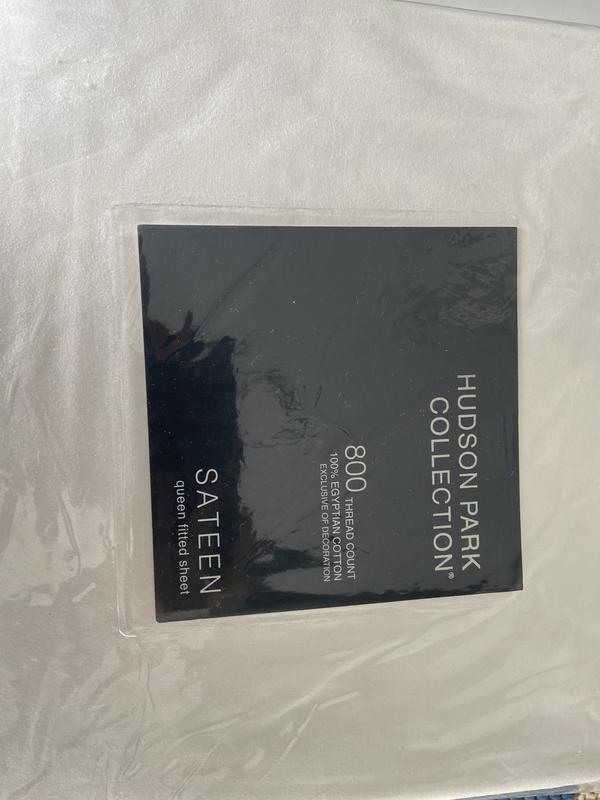 HUDSON PARK
COLLECTION®
800 THREAD COUNT
100% EGYPTIAN COTTON
EXCLUSIVE OF DECORATION
SATEEN
queen fitted sheet